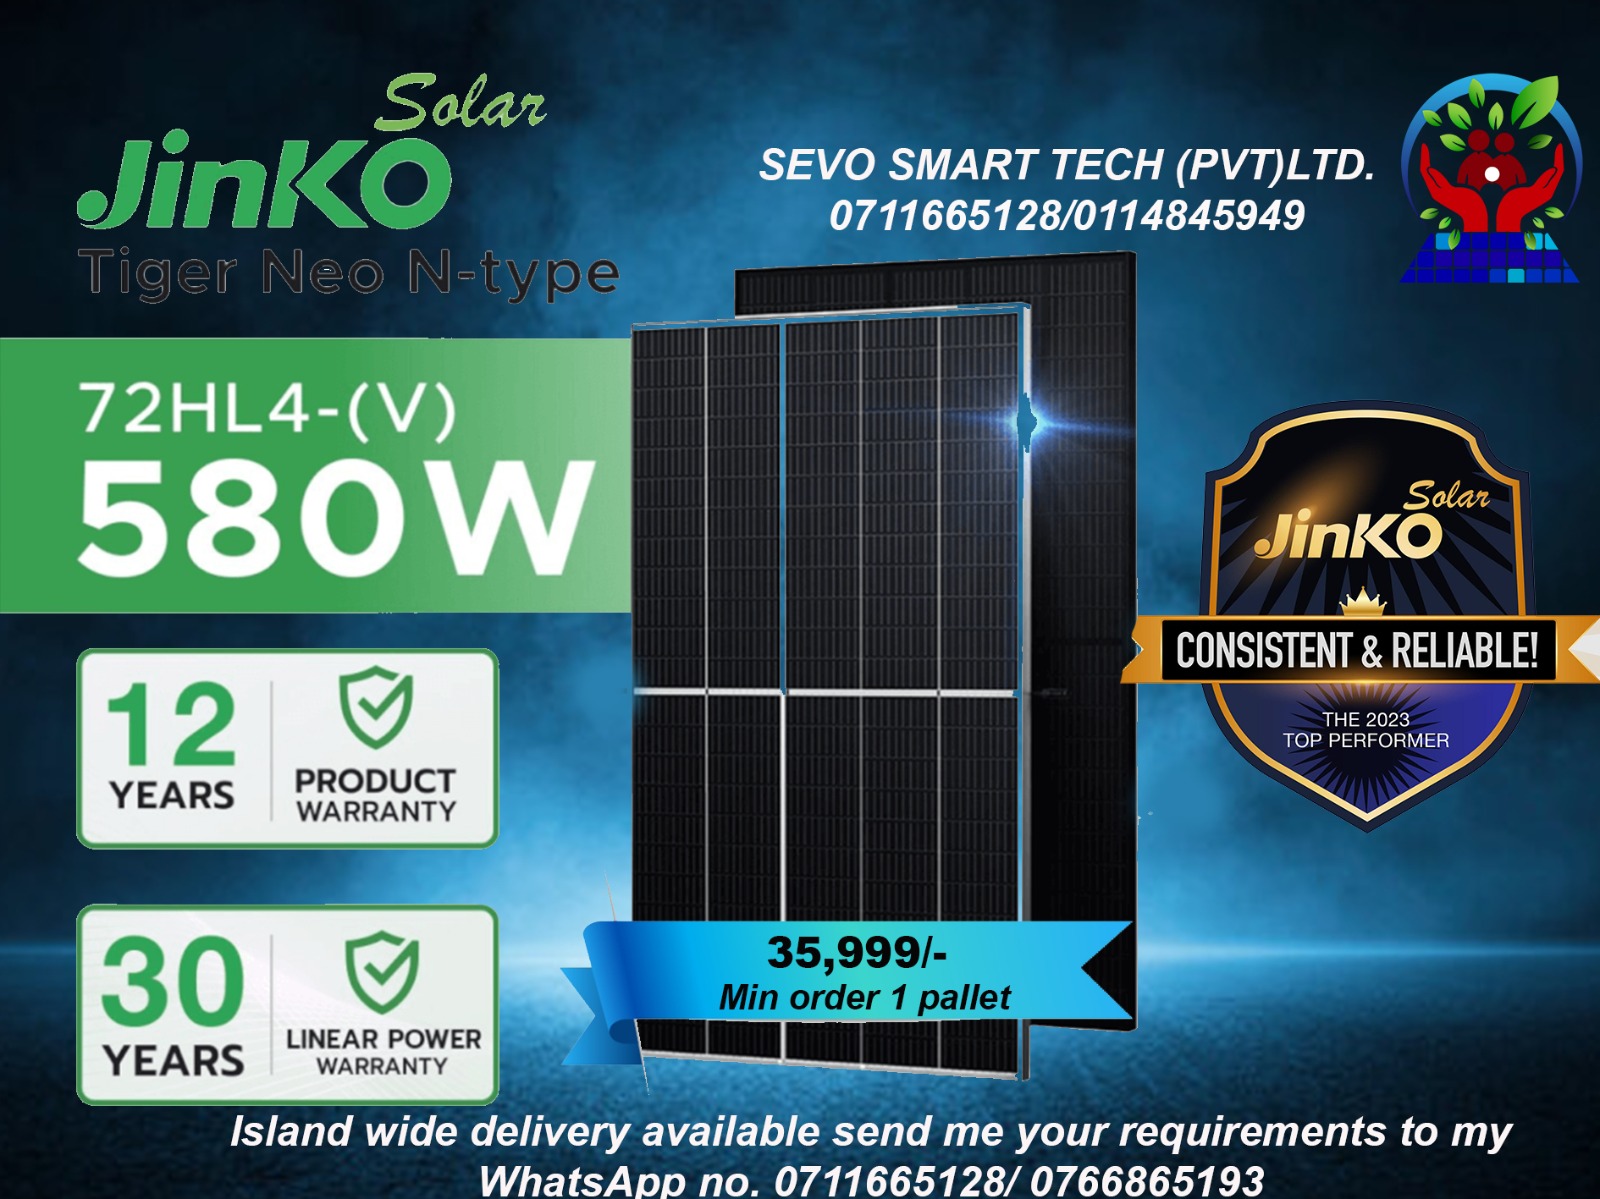 Solar
JinKO
Tiger Neo N-type
SEVO SMART TECH (PVT)LTD.
0711665128/0114845949
72HL4-(V)
580W
12
YEARS
PRODUCT
WARRANTY
30
YEARS
LINEAR POWER
WARRANTY
Solar
JinKO
CONSISTENT & RELIABLE!
THE 2023
TOP PERFORMER
35,999/-
Min order 1 pallet
Island wide delivery available send me your requirements to my
WhatsApp no. 0711665128/ 0766865193